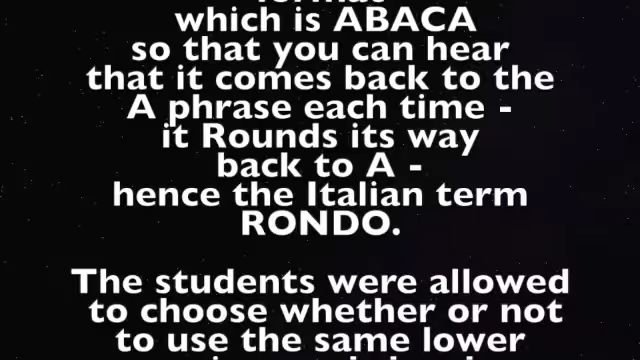 format
which is ABACA
so that you can hear
that it comes back to the
A phrase each time -
it Rounds its way
back to A -
hence the Italian term
RONDO.
The students were allowed
to choose whether or not
to use the same lower